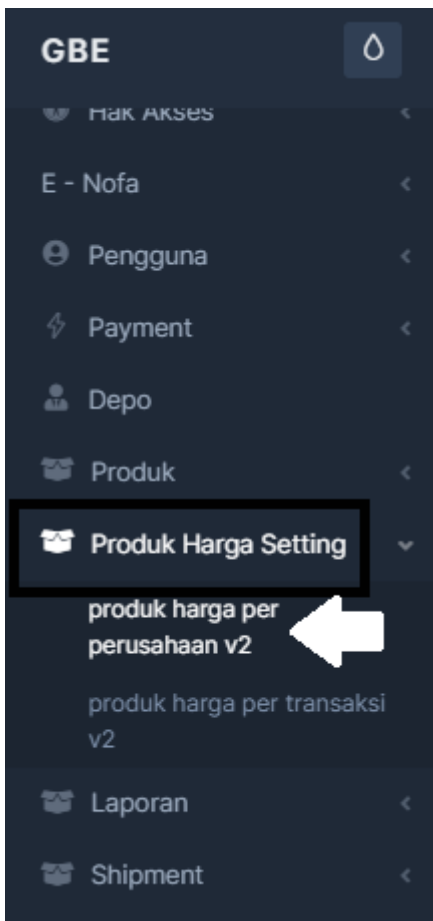 GBE
Hak Akses
E - Nofa
Pengguna
Payment
Depo
Produk
Produk Harga Setting
produk harga per
perusahaan v2
produk harga per transaksi
v2
Laporan
Shipment